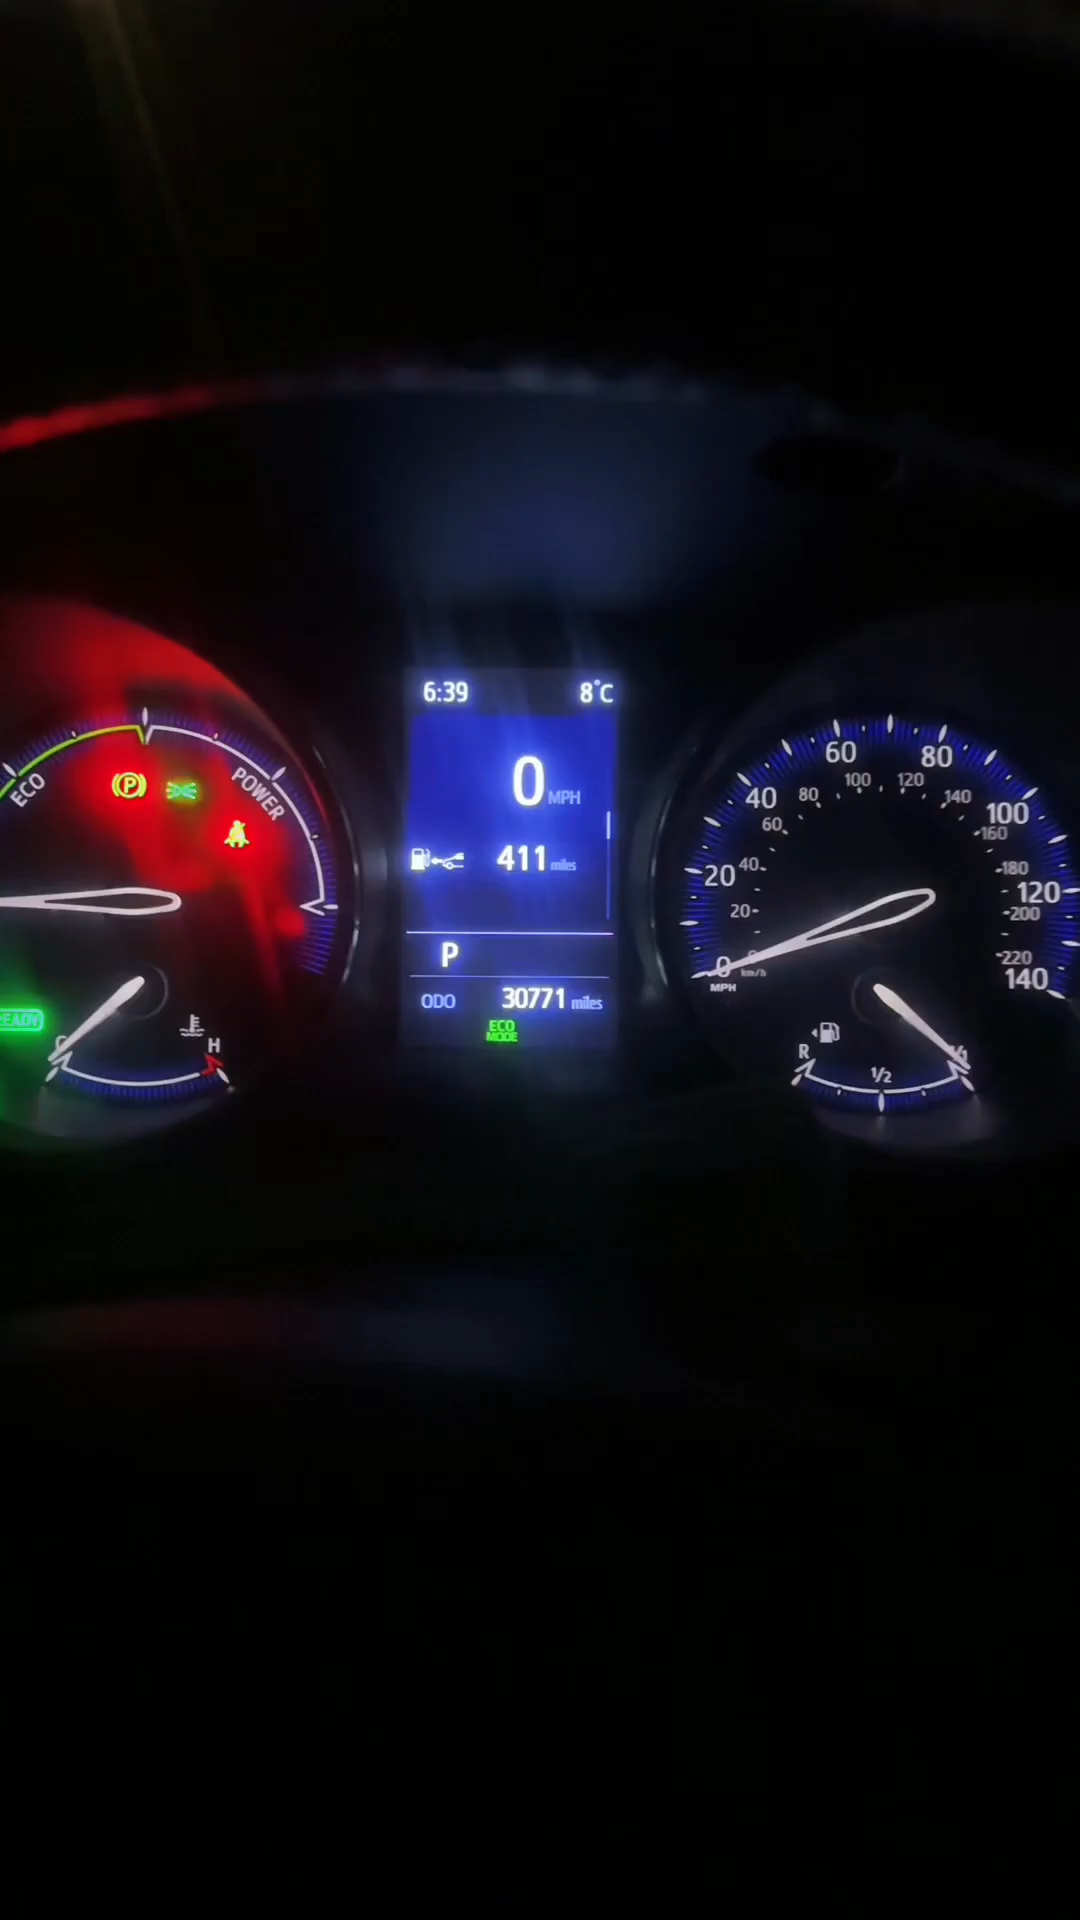 6:39 8°C
0 MPH
411 miles
P
ODO 30771 miles
ECO
MODE
ECO
POWER
P
READY
C
H
0 20 40 60 80 100 120 140
MPH
20 40 60 80 100 120 140 160 180 200 220
km/h
R 1/2 1/1